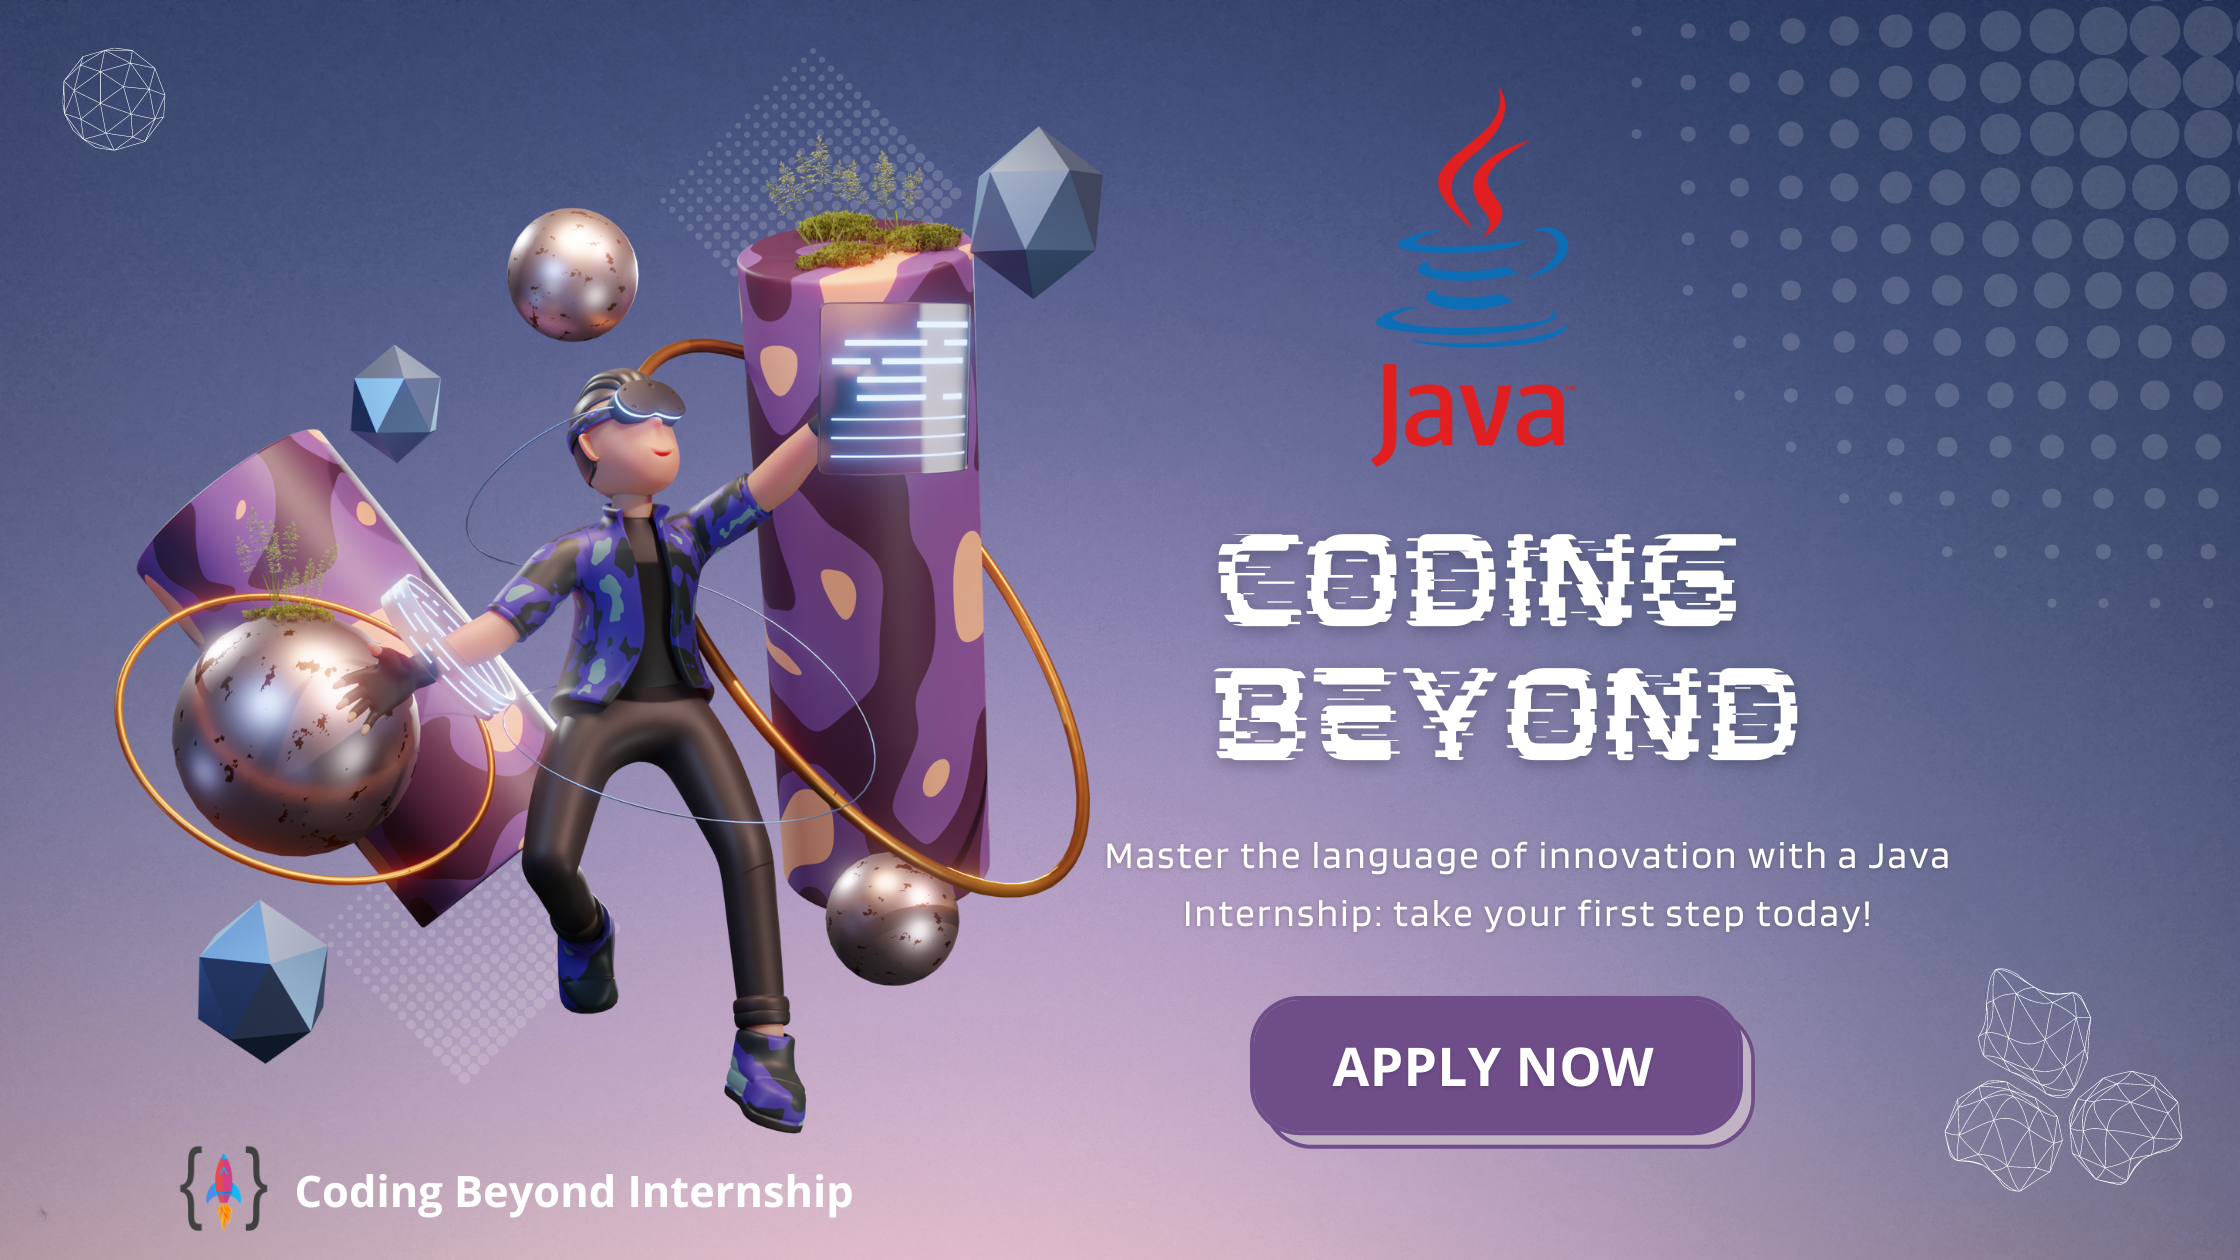 Java™
CODING
BEYOND
Master the language of innovation with a Java
Internship: take your first step today!
APPLY NOW
Coding Beyond Internship